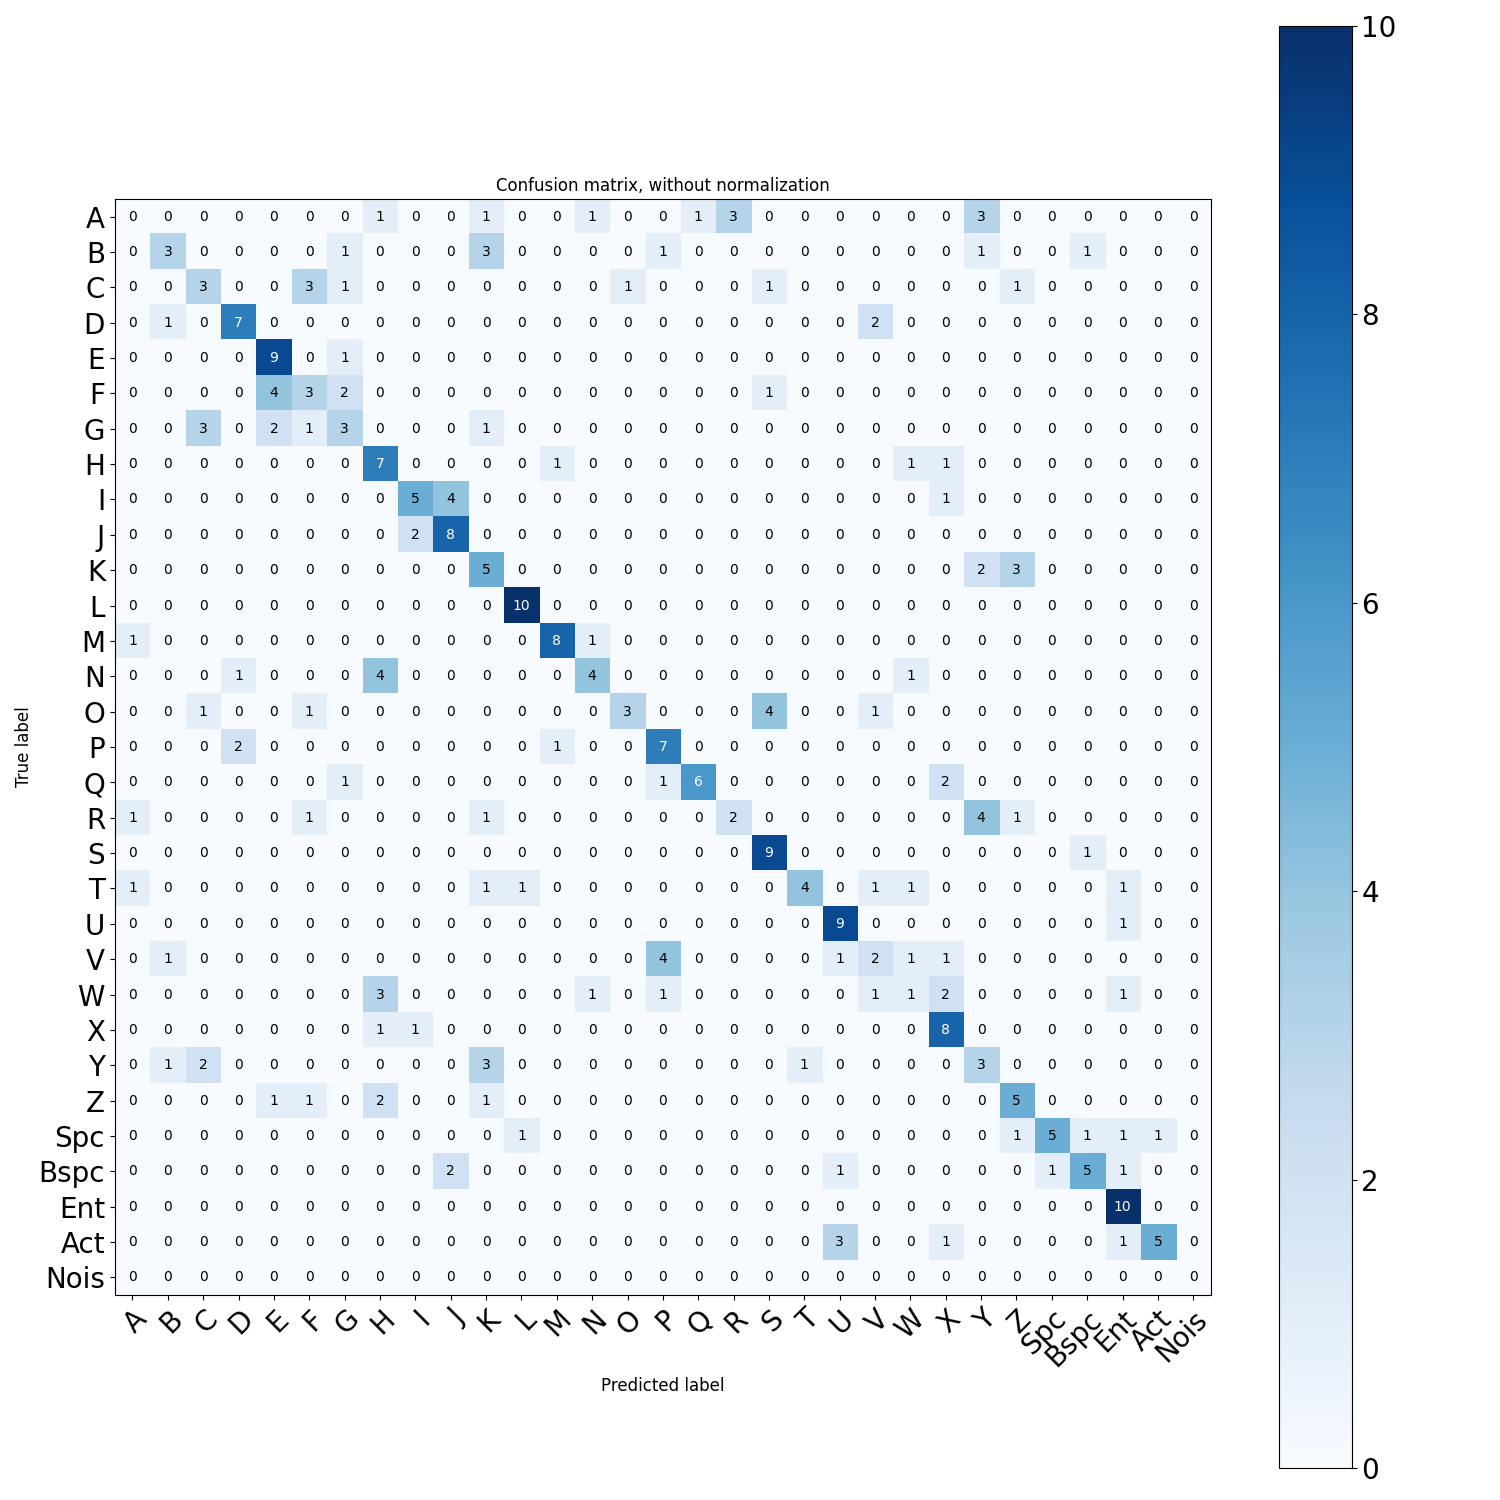 Confusion matrix, without normalization
A 0 0 0 0 0 0 0 1 0 0 1 0 0 1 0 0 1 3 0 0 0 0 0 0 3 0 0 0 0 0 0
B 0 3 0 0 0 0 1 0 0 0 3 0 0 0 0 1 0 0 0 0 0 0 0 0 1 0 0 1 0 0 0
C 0 0 3 0 0 3 1 0 0 0 0 0 0 0 1 0 0 0 1 0 0 0 0 0 0 1 0 0 0 0 0
D 0 1 0 7 0 0 0 0 0 0 0 0 0 0 0 0 0 0 0 0 0 2 0 0 0 0 0 0 0 0 0
E 0 0 0 0 9 0 1 0 0 0 0 0 0 0 0 0 0 0 0 0 0 0 0 0 0 0 0 0 0 0 0
F 0 0 0 0 4 3 2 0 0 0 0 0 0 0 0 0 0 0 1 0 0 0 0 0 0 0 0 0 0 0 0
G 0 0 3 0 2 1 3 0 0 0 1 0 0 0 0 0 0 0 0 0 0 0 0 0 0 0 0 0 0 0 0
H 0 0 0 0 0 0 0 7 0 0 0 0 1 0 0 0 0 0 0 0 0 0 1 1 0 0 0 0 0 0 0
I 0 0 0 0 0 0 0 0 5 4 0 0 0 0 0 0 0 0 0 0 0 0 0 1 0 0 0 0 0 0 0
J 0 0 0 0 0 0 0 0 2 8 0 0 0 0 0 0 0 0 0 0 0 0 0 0 0 0 0 0 0 0 0
K 0 0 0 0 0 0 0 0 0 0 5 0 0 0 0 0 0 0 0 0 0 0 0 0 2 3 0 0 0 0 0
L 0 0 0 0 0 0 0 0 0 0 0 10 0 0 0 0 0 0 0 0 0 0 0 0 0 0 0 0 0 0 0
M 1 0 0 0 0 0 0 0 0 0 0 0 8 1 0 0 0 0 0 0 0 0 0 0 0 0 0 0 0 0 0
N 0 0 0 1 0 0 0 4 0 0 0 0 0 4 0 0 0 0 0 0 0 0 1 0 0 0 0 0 0 0 0
O 0 0 1 0 0 1 0 0 0 0 0 0 0 0 3 0 0 0 4 0 0 1 0 0 0 0 0 0 0 0 0
P 0 0 0 2 0 0 0 0 0 0 0 0 1 0 0 7 0 0 0 0 0 0 0 0 0 0 0 0 0 0 0
Q 0 0 0 0 0 0 1 0 0 0 0 0 0 0 0 1 6 0 0 0 0 0 0 2 0 0 0 0 0 0 0
R 1 0 0 0 0 1 0 0 0 0 1 0 0 0 0 0 0 2 0 0 0 0 0 0 4 1 0 0 0 0 0
S 0 0 0 0 0 0 0 0 0 0 0 0 0 0 0 0 0 0 9 0 0 0 0 0 0 0 0 1 0 0 0
T 1 0 0 0 0 0 0 0 0 0 1 1 0 0 0 0 0 0 0 4 0 1 1 0 0 0 0 0 1 0 0
U 0 0 0 0 0 0 0 0 0 0 0 0 0 0 0 0 0 0 0 0 9 0 0 0 0 0 0 0 1 0 0
V 0 1 0 0 0 0 0 0 0 0 0 0 0 0 0 4 0 0 0 0 1 2 1 1 0 0 0 0 0 0 0
W 0 0 0 0 0 0 0 3 0 0 0 0 0 1 0 1 0 0 0 0 0 1 1 2 0 0 0 0 1 0 0
X 0 0 0 0 0 0 0 1 1 0 0 0 0 0 0 0 0 0 0 0 0 0 0 8 0 0 0 0 0 0 0
Y 0 1 2 0 0 0 0 0 0 0 3 0 0 0 0 0 0 0 0 1 0 0 0 0 3 0 0 0 0 0 0
Z 0 0 0 0 1 1 0 2 0 0 1 0 0 0 0 0 0 0 0 0 0 0 0 0 0 5 0 0 0 0 0
Spc 0 0 0 0 0 0 0 0 0 0 0 1 0 0 0 0 0 0 0 0 0 0 0 0 0 1 5 1 1 1 0
Bspc 0 0 0 0 0 0 0 0 0 2 0 0 0 0 0 0 0 0 0 0 1 0 0 0 0 0 1 5 1 0 0
Ent 0 0 0 0 0 0 0 0 0 0 0 0 0 0 0 0 0 0 0 0 0 0 0 0 0 0 0 0 10 0 0
Act 0 0 0 0 0 0 0 0 0 0 0 0 0 0 0 0 0 0 0 0 3 0 0 1 0 0 0 0 1 5 0
Nois 0 0 0 0 0 0 0 0 0 0 0 0 0 0 0 0 0 0 0 0 0 0 0 0 0 0 0 0 0 0 0
A B C D E F G H I J K L M N O P Q R S T U V W X Y Z Spc Bspc Ent Act Nois
Predicted label
True label
10
8
6
4
2
0